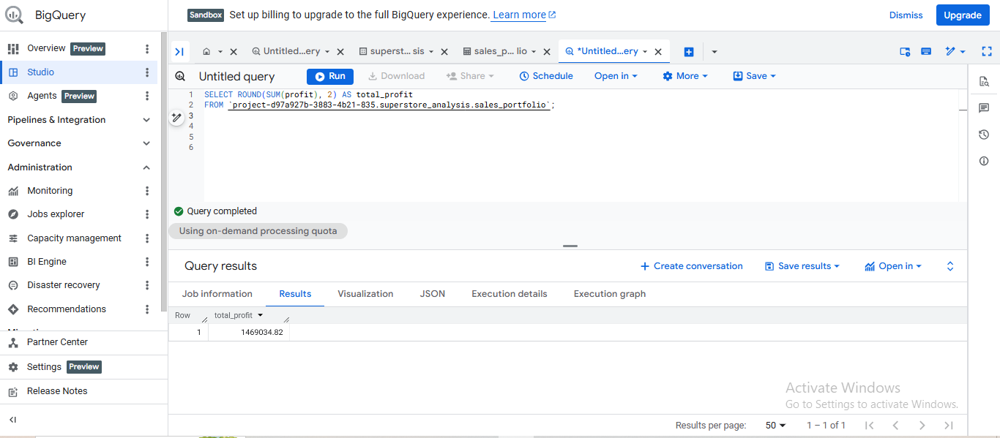 BigQuery
Sandbox Set up billing to upgrade to the full BigQuery experience. Learn more
Dismiss
Upgrade
Overview Preview
Studio
Agents Preview
Pipelines & Integration
Governance
Administration
Monitoring
Jobs explorer
Capacity management
BI Engine
Disaster recovery
Recommendations
Partner Center
Settings Preview
Release Notes
Untitled...ery
superst... sis
sales_p... lio
*Untitled...ery
Untitled query
Run
Download
Share
Schedule
Open in
More
Save
1 SELECT ROUND(SUM(profit), 2) AS total_profit
2 FROM `project-d97a927b-3883-4b21-835.superstore_analysis.sales_portfolio`;
3
4
5
6
Query completed
Using on-demand processing quota
Query results
Create conversation
Save results
Open in
Job information
Results
Visualization
JSON
Execution details
Execution graph
Row total_profit
1 1469034.82
Activate Windows
Go to Settings to activate Windows.
Results per page: 50 1 – 1 of 1